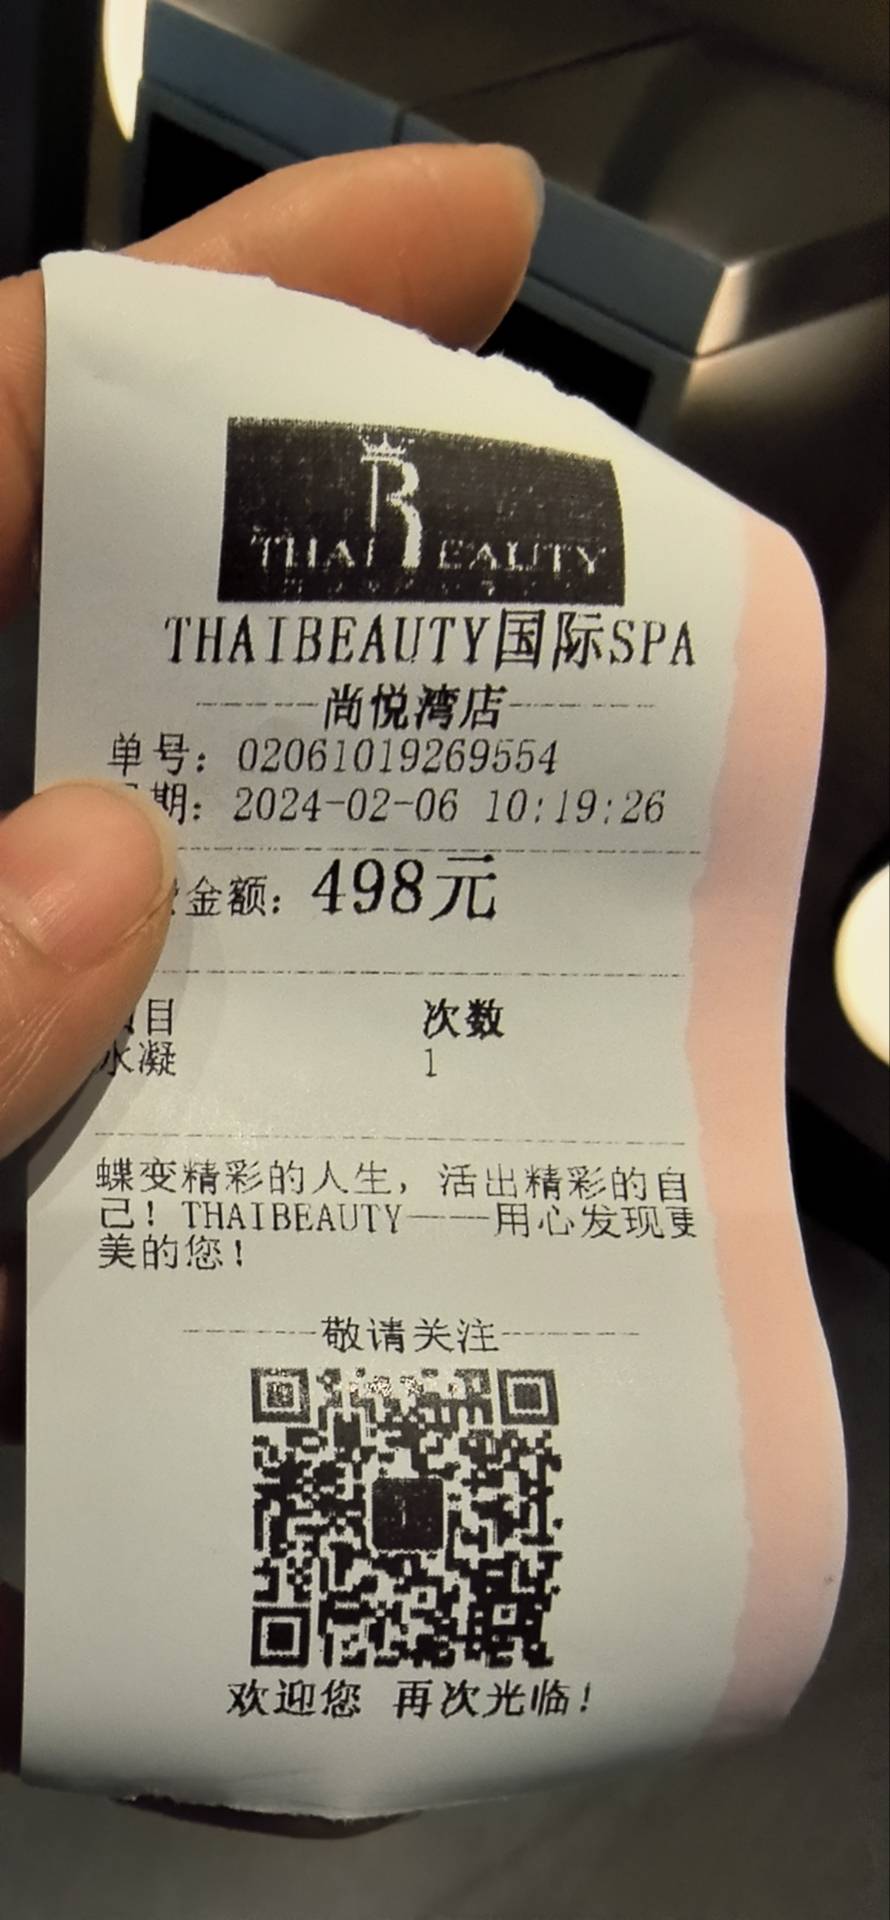 THAI BEAUTY
THAIBEAUTY国际SPA
尚悦湾店
单号：02061019269554
期：2024-02-06 10:19:26
金额：498元
目 次数
水凝 1
蝶变精彩的人生，活出精彩的自
己！THAIBEAUTY——用心发现更
美的您！
敬请关注
欢迎您 再次光临！